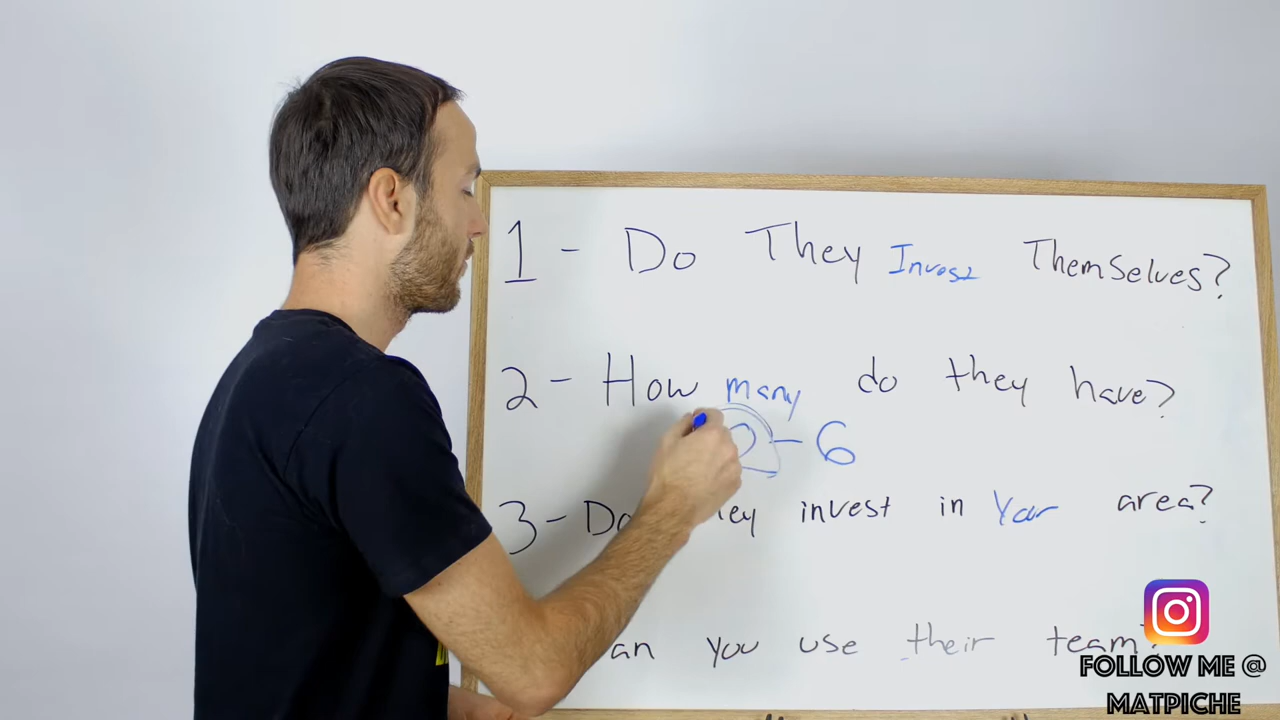 1 - Do They Invest Themselves?
2 - How many do they have?
2 - 6
3 - Do hey invest in Your area?
an you use their team?
FOLLOW ME @
MATPICHE